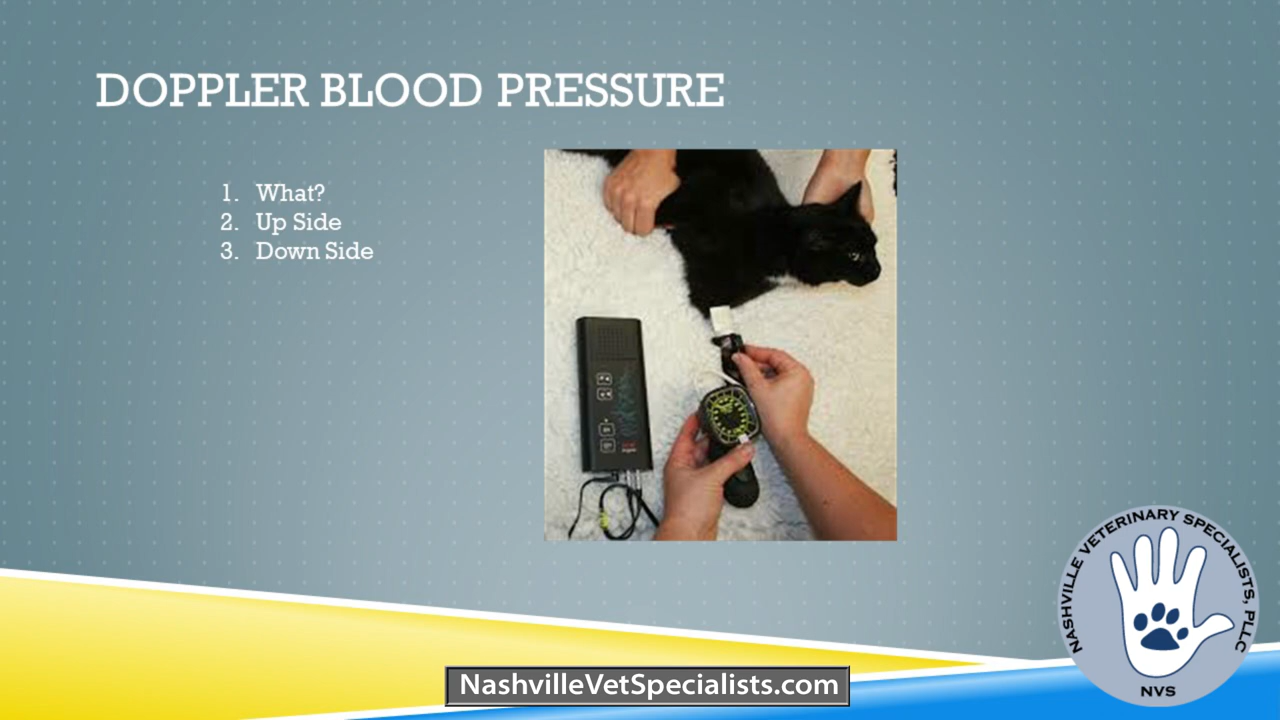 DOPPLER BLOOD PRESSURE
1. What?
2. Up Side
3. Down Side
NASHVILLE VETERINARY SPECIALISTS, PLLC
NVS
NashvilleVetSpecialists.com